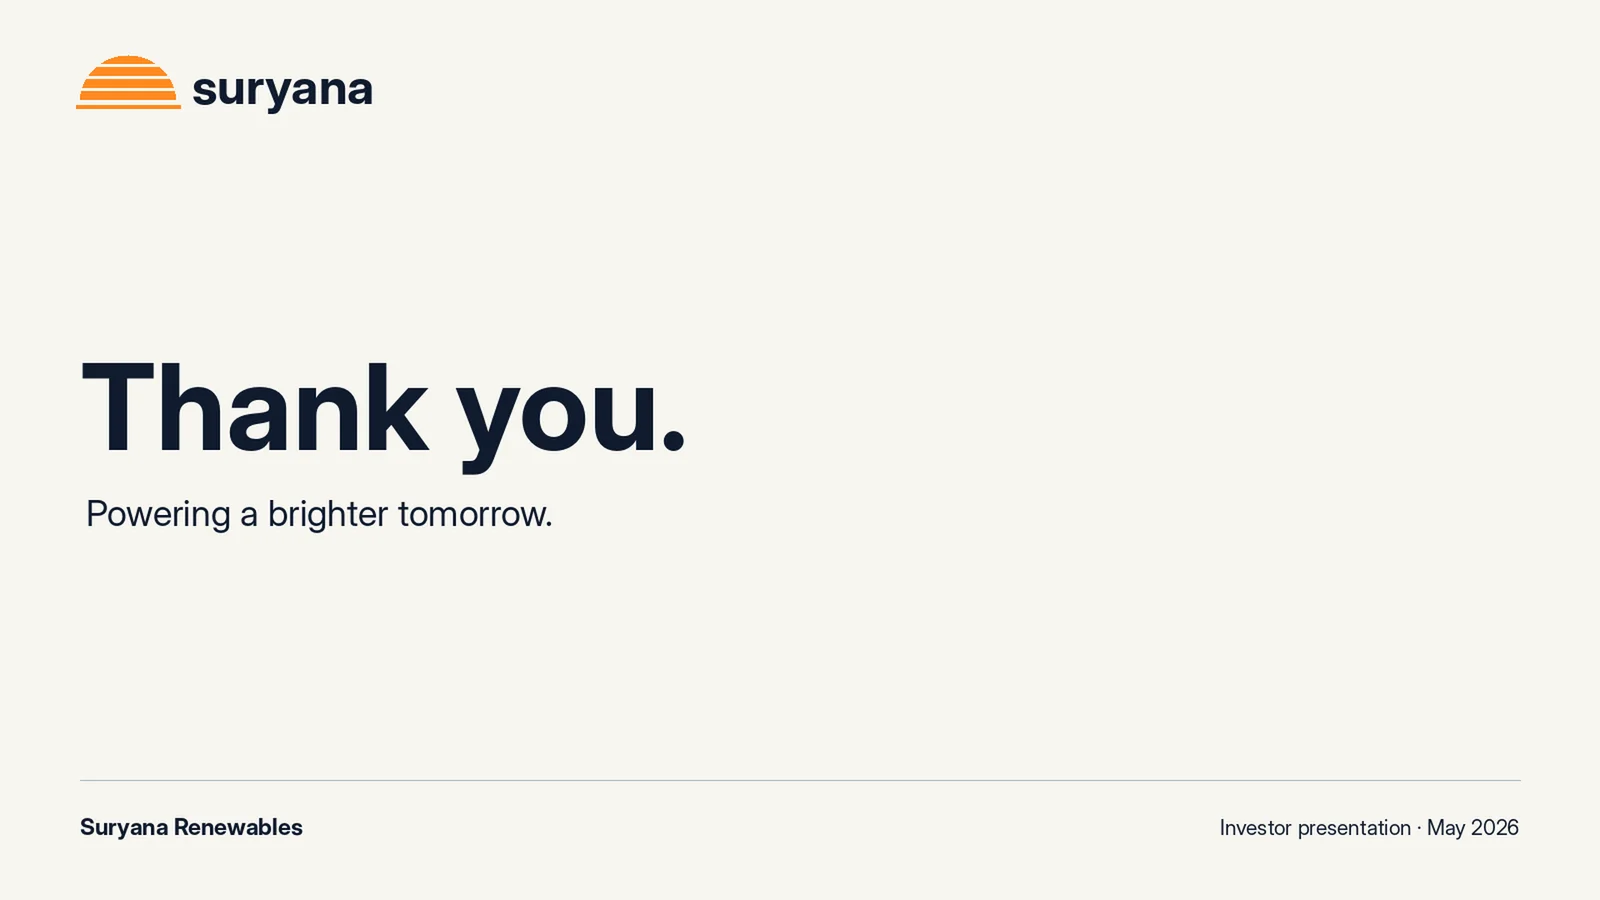 suryana
Thank you.
Powering a brighter tomorrow.
Suryana Renewables
Investor presentation · May 2026